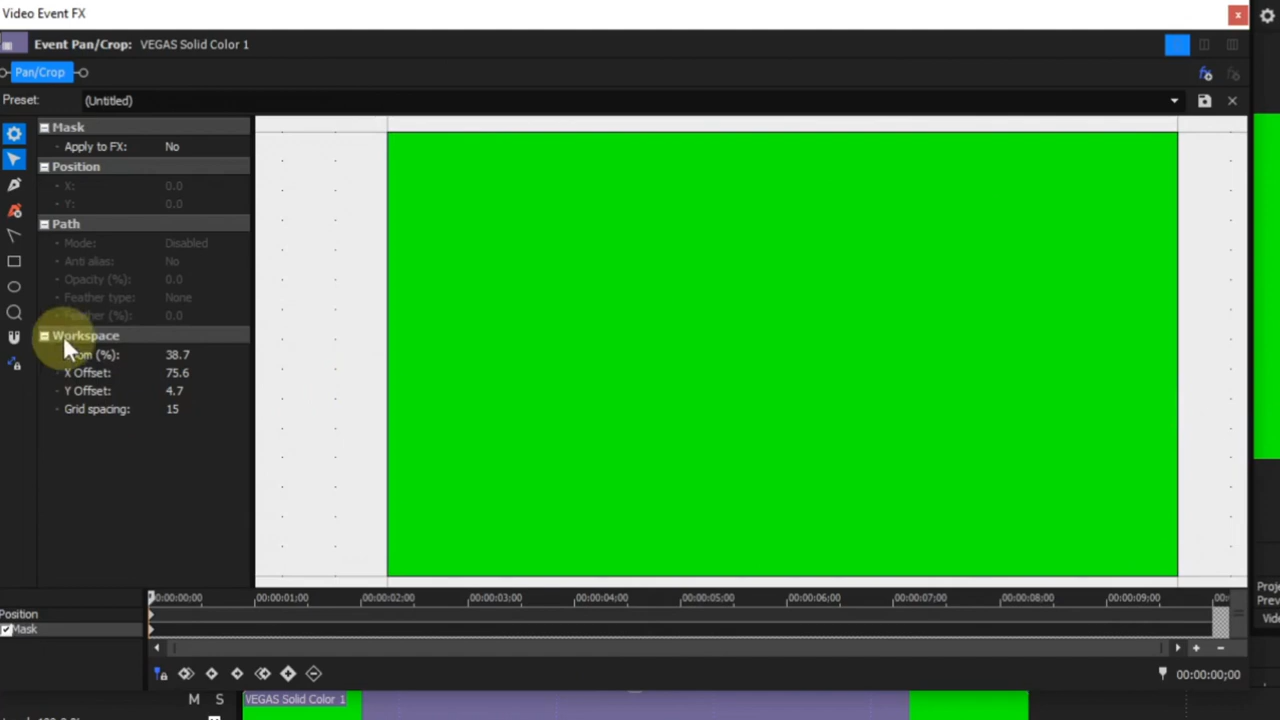 Video Event FX
x
Event Pan/Crop: VEGAS Solid Color 1
Pan/Crop
Preset: (Untitled)
Mask
Apply to FX: No
Position
X: 0.0
Y: 0.0
Path
Mode: Disabled
Anti alias: No
Opacity (%): 0.0
Feather type: None
Feather (%): 0.0
Workspace
(%): 38.7
X Offset: 75.6
Y Offset: 4.7
Grid spacing: 15
00:00:00;00 00:00:01;00 00:00:02;00 00:00:03;00 00:00:04;00 00:00:05;00 00:00:06;00 00:00:07;00 00:00:08;00 00:00:09;00 00:
Position
Mask
00:00:00;00
M S
VEGAS Solid Color 1
Proje
Prev
Vide